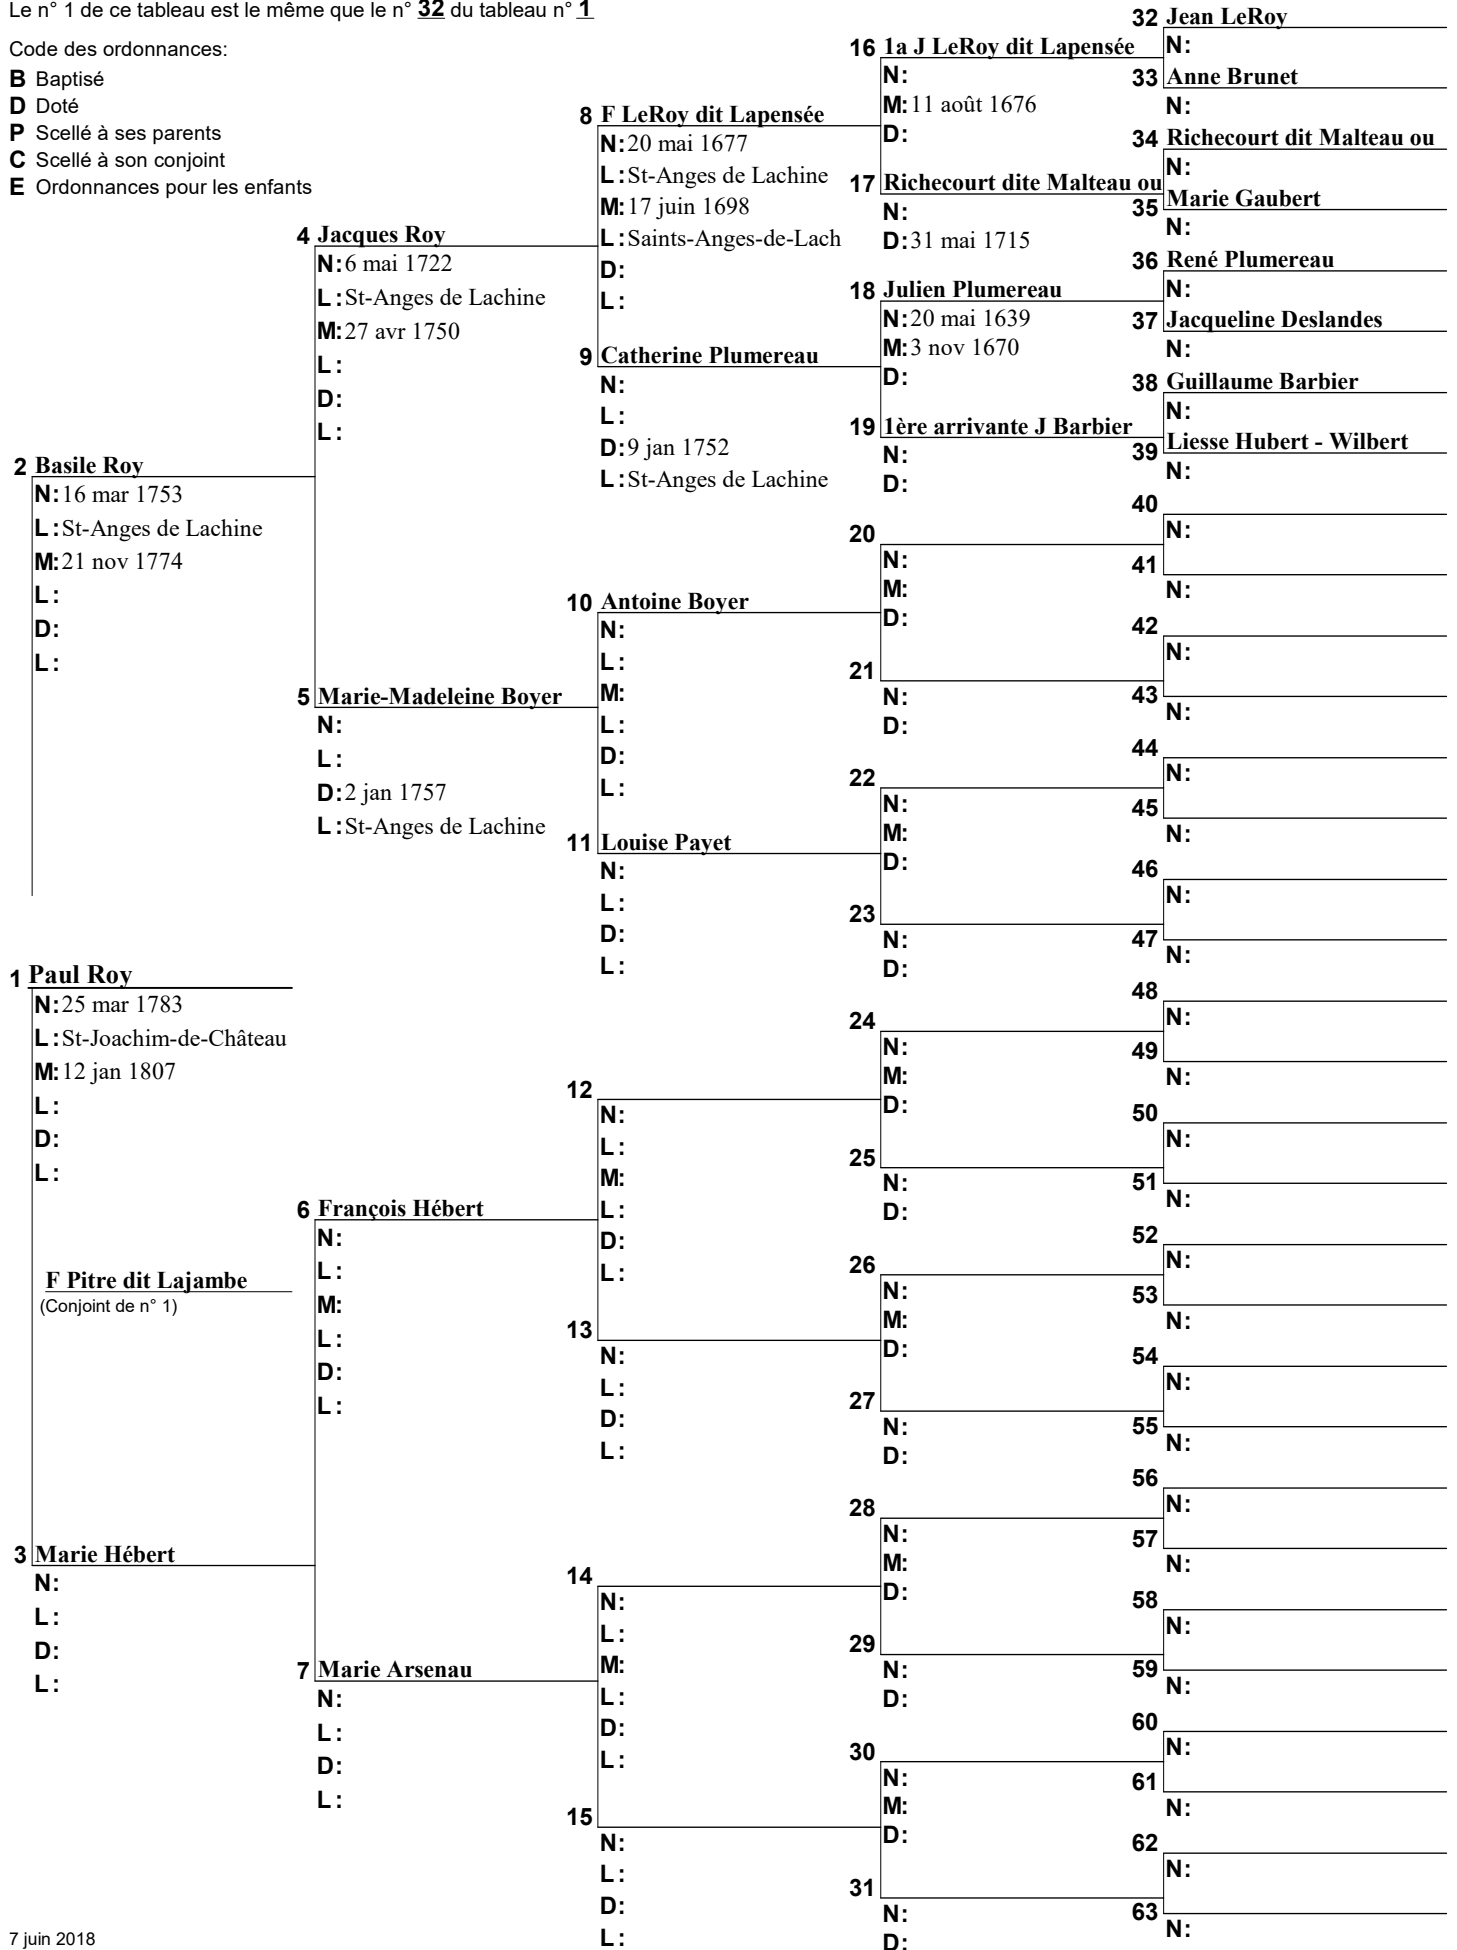 Le n° 1 de ce tableau est le même que le n° 32 du tableau n° 1
Code des ordonnances:
B Baptisé
D Doté
P Scellé à ses parents
C Scellé à son conjoint
E Ordonnances pour les enfants
1 Paul Roy
N: 25 mar 1783
L: St-Joachim-de-Château
M: 12 jan 1807
L:
D:
L:
F Pitre dit Lajambe
(Conjoint de n° 1)
2 Basile Roy
N: 16 mar 1753
L: St-Anges de Lachine
M: 21 nov 1774
L:
D:
L:
3 Marie Hébert
N:
L:
D:
L:
4 Jacques Roy
N: 6 mai 1722
L: St-Anges de Lachine
M: 27 avr 1750
L:
D:
L:
5 Marie-Madeleine Boyer
N:
L:
D: 2 jan 1757
L: St-Anges de Lachine
6 François Hébert
N:
L:
M:
L:
D:
L:
7 Marie Arsenau
N:
L:
D:
L:
8 F LeRoy dit Lapensée
N: 20 mai 1677
L: St-Anges de Lachine
M: 17 juin 1698
L: Saints-Anges-de-Lach
D:
L:
9 Catherine Plumereau
N:
L:
D: 9 jan 1752
L: St-Anges de Lachine
10 Antoine Boyer
N:
L:
M:
L:
D:
L:
11 Louise Payet
N:
L:
D:
L:
12
N:
L:
M:
L:
D:
L:
13
N:
L:
D:
L:
14
N:
L:
M:
L:
D:
L:
15
N:
L:
D:
L:
16 1a J LeRoy dit Lapensée
N:
M: 11 août 1676
D:
17 Richecourt dite Malteau ou
N:
D: 31 mai 1715
18 Julien Plumereau
N: 20 mai 1639
M: 3 nov 1670
D:
19 1ère arrivante J Barbier
N:
D:
20
N:
M:
D:
21
N:
D:
22
N:
M:
D:
23
N:
D:
24
N:
M:
D:
25
N:
D:
26
N:
M:
D:
27
N:
D:
28
N:
M:
D:
29
N:
D:
30
N:
M:
D:
31
N:
D:
32 Jean LeRoy
N:
33 Anne Brunet
N:
34 Richecourt dit Malteau ou
N:
35 Marie Gaubert
N:
36 René Plumereau
N:
37 Jacqueline Deslandes
N:
38 Guillaume Barbier
N:
39 Liesse Hubert - Wilbert
N:
40
N:
41
N:
42
N:
43
N:
44
N:
45
N:
46
N:
47
N:
48
N:
49
N:
50
N:
51
N:
52
N:
53
N:
54
N:
55
N:
56
N:
57
N:
58
N:
59
N:
60
N:
61
N:
62
N:
63
N:
7 juin 2018